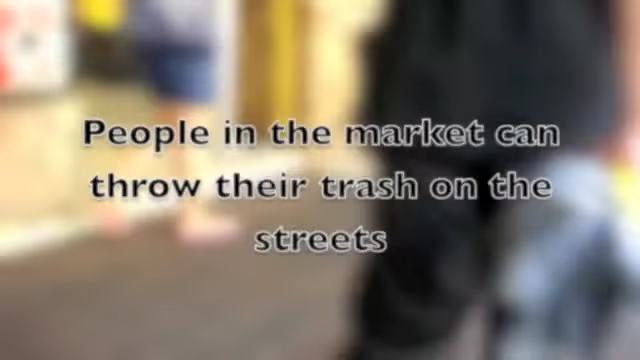 People in the market can
throw their trash on the
streets